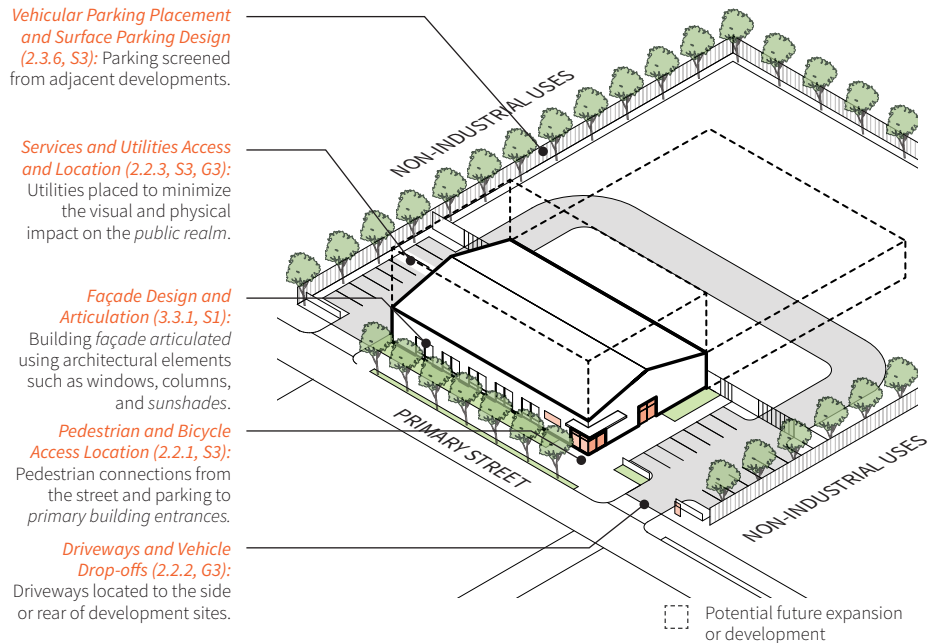 Vehicular Parking Placement
and Surface Parking Design
(2.3.6, S3): Parking screened
from adjacent developments.
NON-INDUSTRIAL USES
Services and Utilities Access
and Location (2.2.3, S3, G3):
Utilities placed to minimize
the visual and physical
impact on the public realm.
Façade Design and
Articulation (3.3.1, S1):
Building façade articulated
using architectural elements
such as windows, columns,
and sunshades.
Pedestrian and Bicycle
Access Location (2.2.1, S3):
Pedestrian connections from
the street and parking to
primary building entrances.
PRIMARY STREET
NON-INDUSTRIAL USES
Driveways and Vehicle
Drop-offs (2.2.2, G3):
Driveways located to the side
or rear of development sites.
Potential future expansion
or development